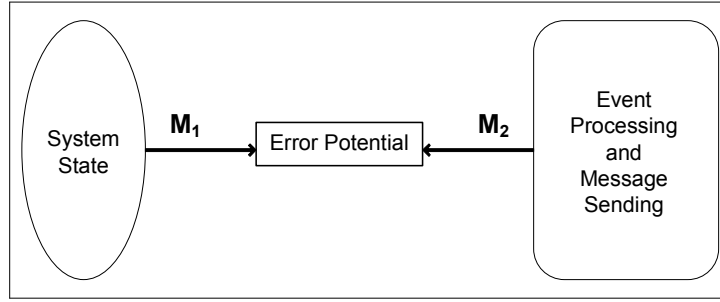 System
State
M₁
Error Potential
M₂
Event
Processing
and
Message
Sending